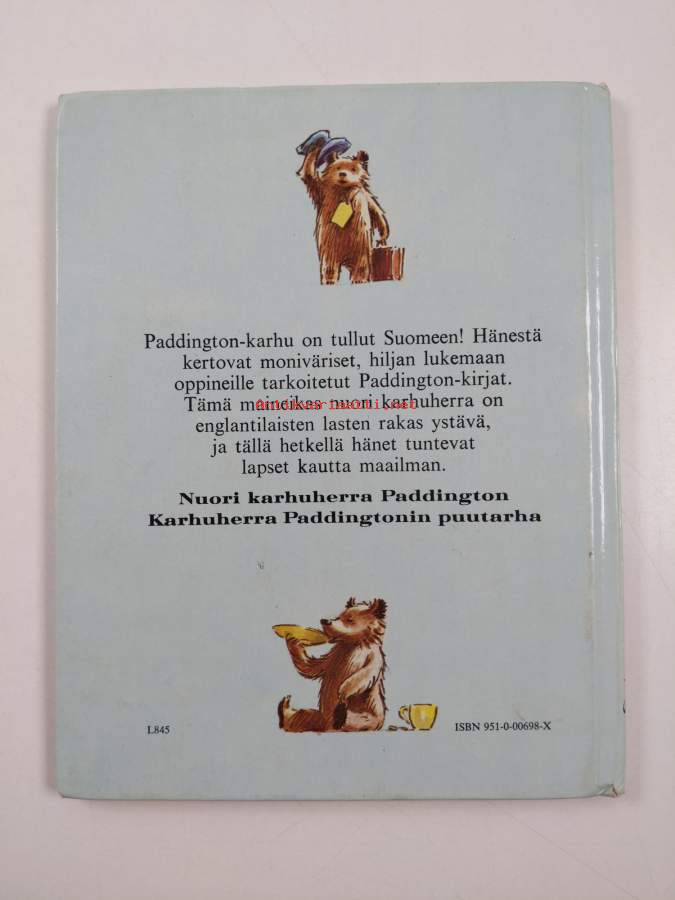 Paddington-karhu on tullut Suomeen! Hänestä
kertovat moniväriset, hiljan lukemaan
oppineille tarkoitetut Paddington-kirjat.
Tämä maineikas nuori karhuherra on
englantilaisten lasten rakas ystävä,
ja tällä hetkellä hänet tuntevat
lapset kautta maailman.
Nuori karhuherra Paddington
Karhuherra Paddingtonin puutarha
L845
ISBN 951-0-00698-X